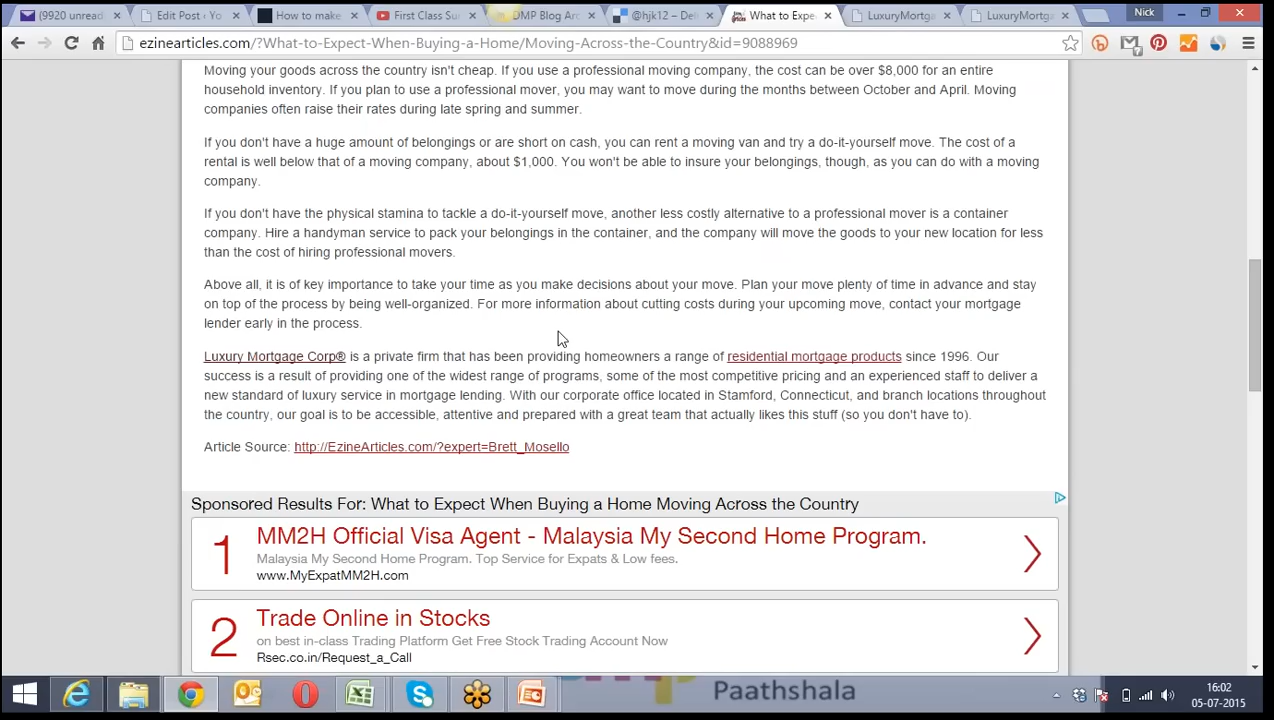 (9920 unread)
Edit Post ‹ Yo
How to make
First Class Su
DMP Blog Arc
@hjk12 – Deli
What to Expe
LuxuryMortga
LuxuryMortga
Nick
ezinearticles.com/?What-to-Expect-When-Buying-a-Home/Moving-Across-the-Country&id=9088969
Moving your goods across the country isn't cheap. If you use a professional moving company, the cost can be over $8,000 for an entire
household inventory. If you plan to use a professional mover, you may want to move during the months between October and April. Moving
companies often raise their rates during late spring and summer.
If you don't have a huge amount of belongings or are short on cash, you can rent a moving van and try a do-it-yourself move. The cost of a
rental is well below that of a moving company, about $1,000. You won't be able to insure your belongings, though, as you can do with a moving
company.
If you don't have the physical stamina to tackle a do-it-yourself move, another less costly alternative to a professional mover is a container
company. Hire a handyman service to pack your belongings in the container, and the company will move the goods to your new location for less
than the cost of hiring professional movers.
Above all, it is of key importance to take your time as you make decisions about your move. Plan your move plenty of time in advance and stay
on top of the process by being well-organized. For more information about cutting costs during your upcoming move, contact your mortgage
lender early in the process.
Luxury Mortgage Corp® is a private firm that has been providing homeowners a range of residential mortgage products since 1996. Our
success is a result of providing one of the widest range of programs, some of the most competitive pricing and an experienced staff to deliver a
new standard of luxury service in mortgage lending. With our corporate office located in Stamford, Connecticut, and branch locations throughout
the country, our goal is to be accessible, attentive and prepared with a great team that actually likes this stuff (so you don't have to).
Article Source: http://EzineArticles.com/?expert=Brett_Mosello
Sponsored Results For: What to Expect When Buying a Home Moving Across the Country
1
MM2H Official Visa Agent - Malaysia My Second Home Program.
Malaysia My Second Home Program. Top Service for Expats & Low fees.
www.MyExpatMM2H.com
2
Trade Online in Stocks
on best in-class Trading Platform Get Free Stock Trading Account Now
Rsec.co.in/Request_a_Call
Paathshala
16:02
05-07-2015